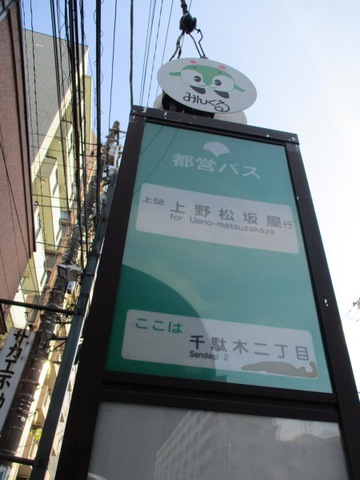 みんくる
都営バス
上58 上野松坂屋行
for Ueno-matsuzakaya
ここは 千駄木二丁目
Sendagi 2